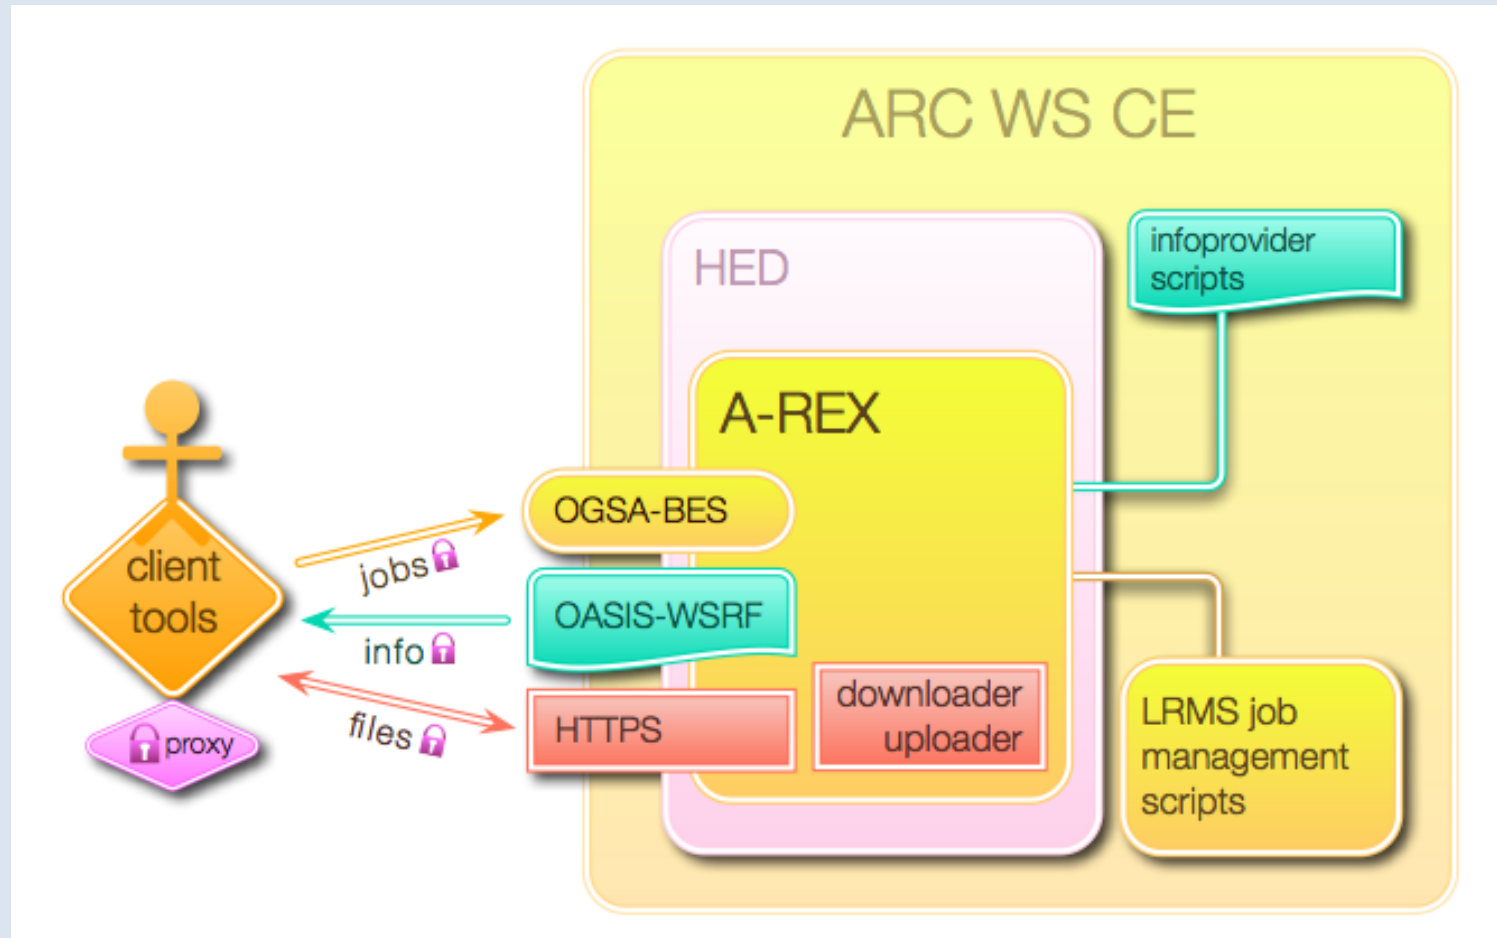 ARC WS CE
HED
infoprovider
scripts
A-REX
OGSA-BES
client
tools
jobs
OASIS-WSRF
info
HTTPS
files
downloader
uploader
proxy
LRMS job
management
scripts